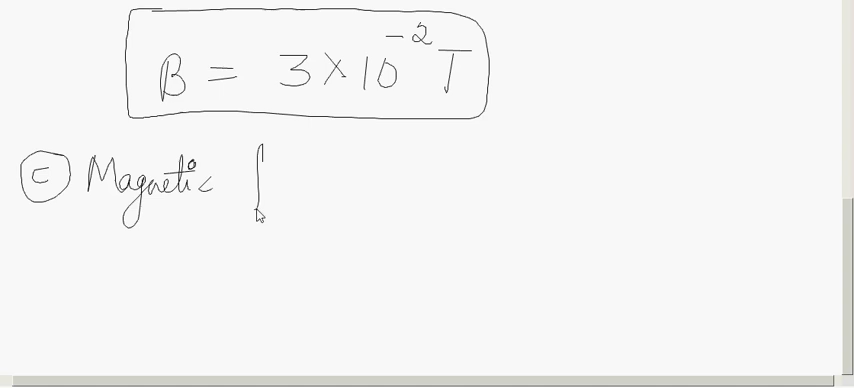 B = 3×10⁻² T
(c) Magnetic